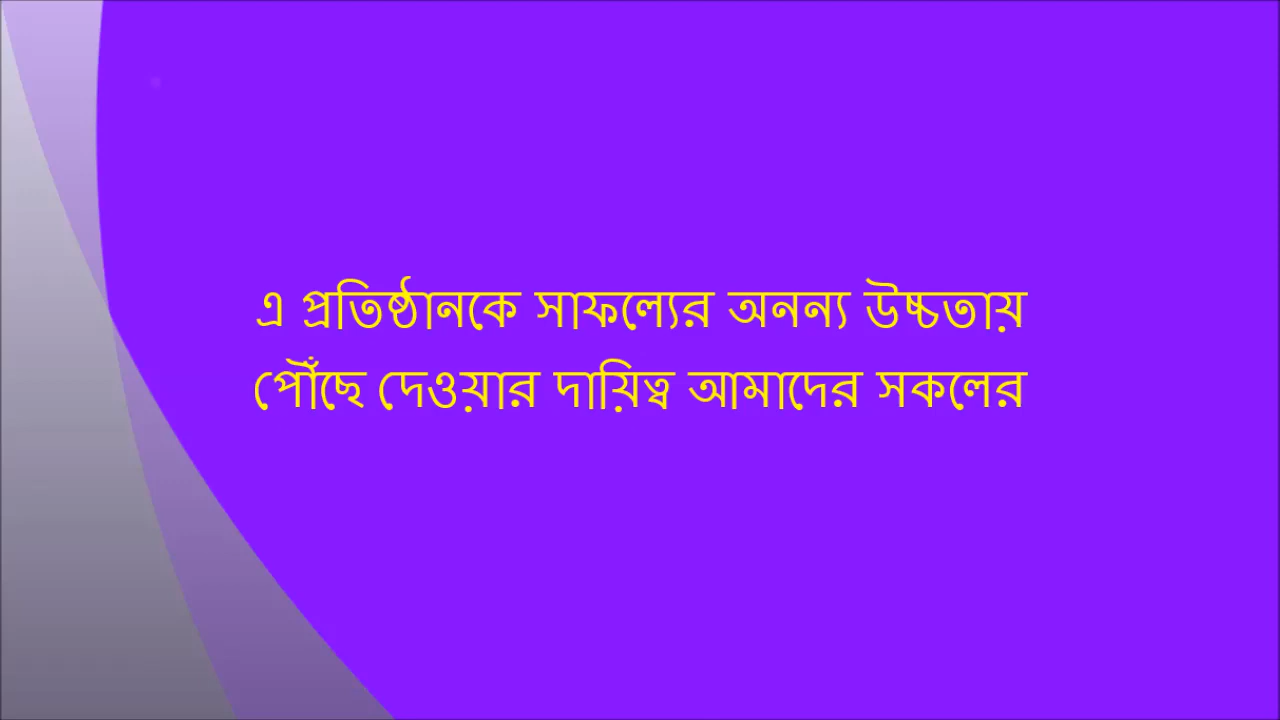 এ প্রতিষ্ঠানকে সাফল্যের অনন্য উচ্চতায়
পৌঁছে দেওয়ার দায়িত্ব আমাদের সকলের